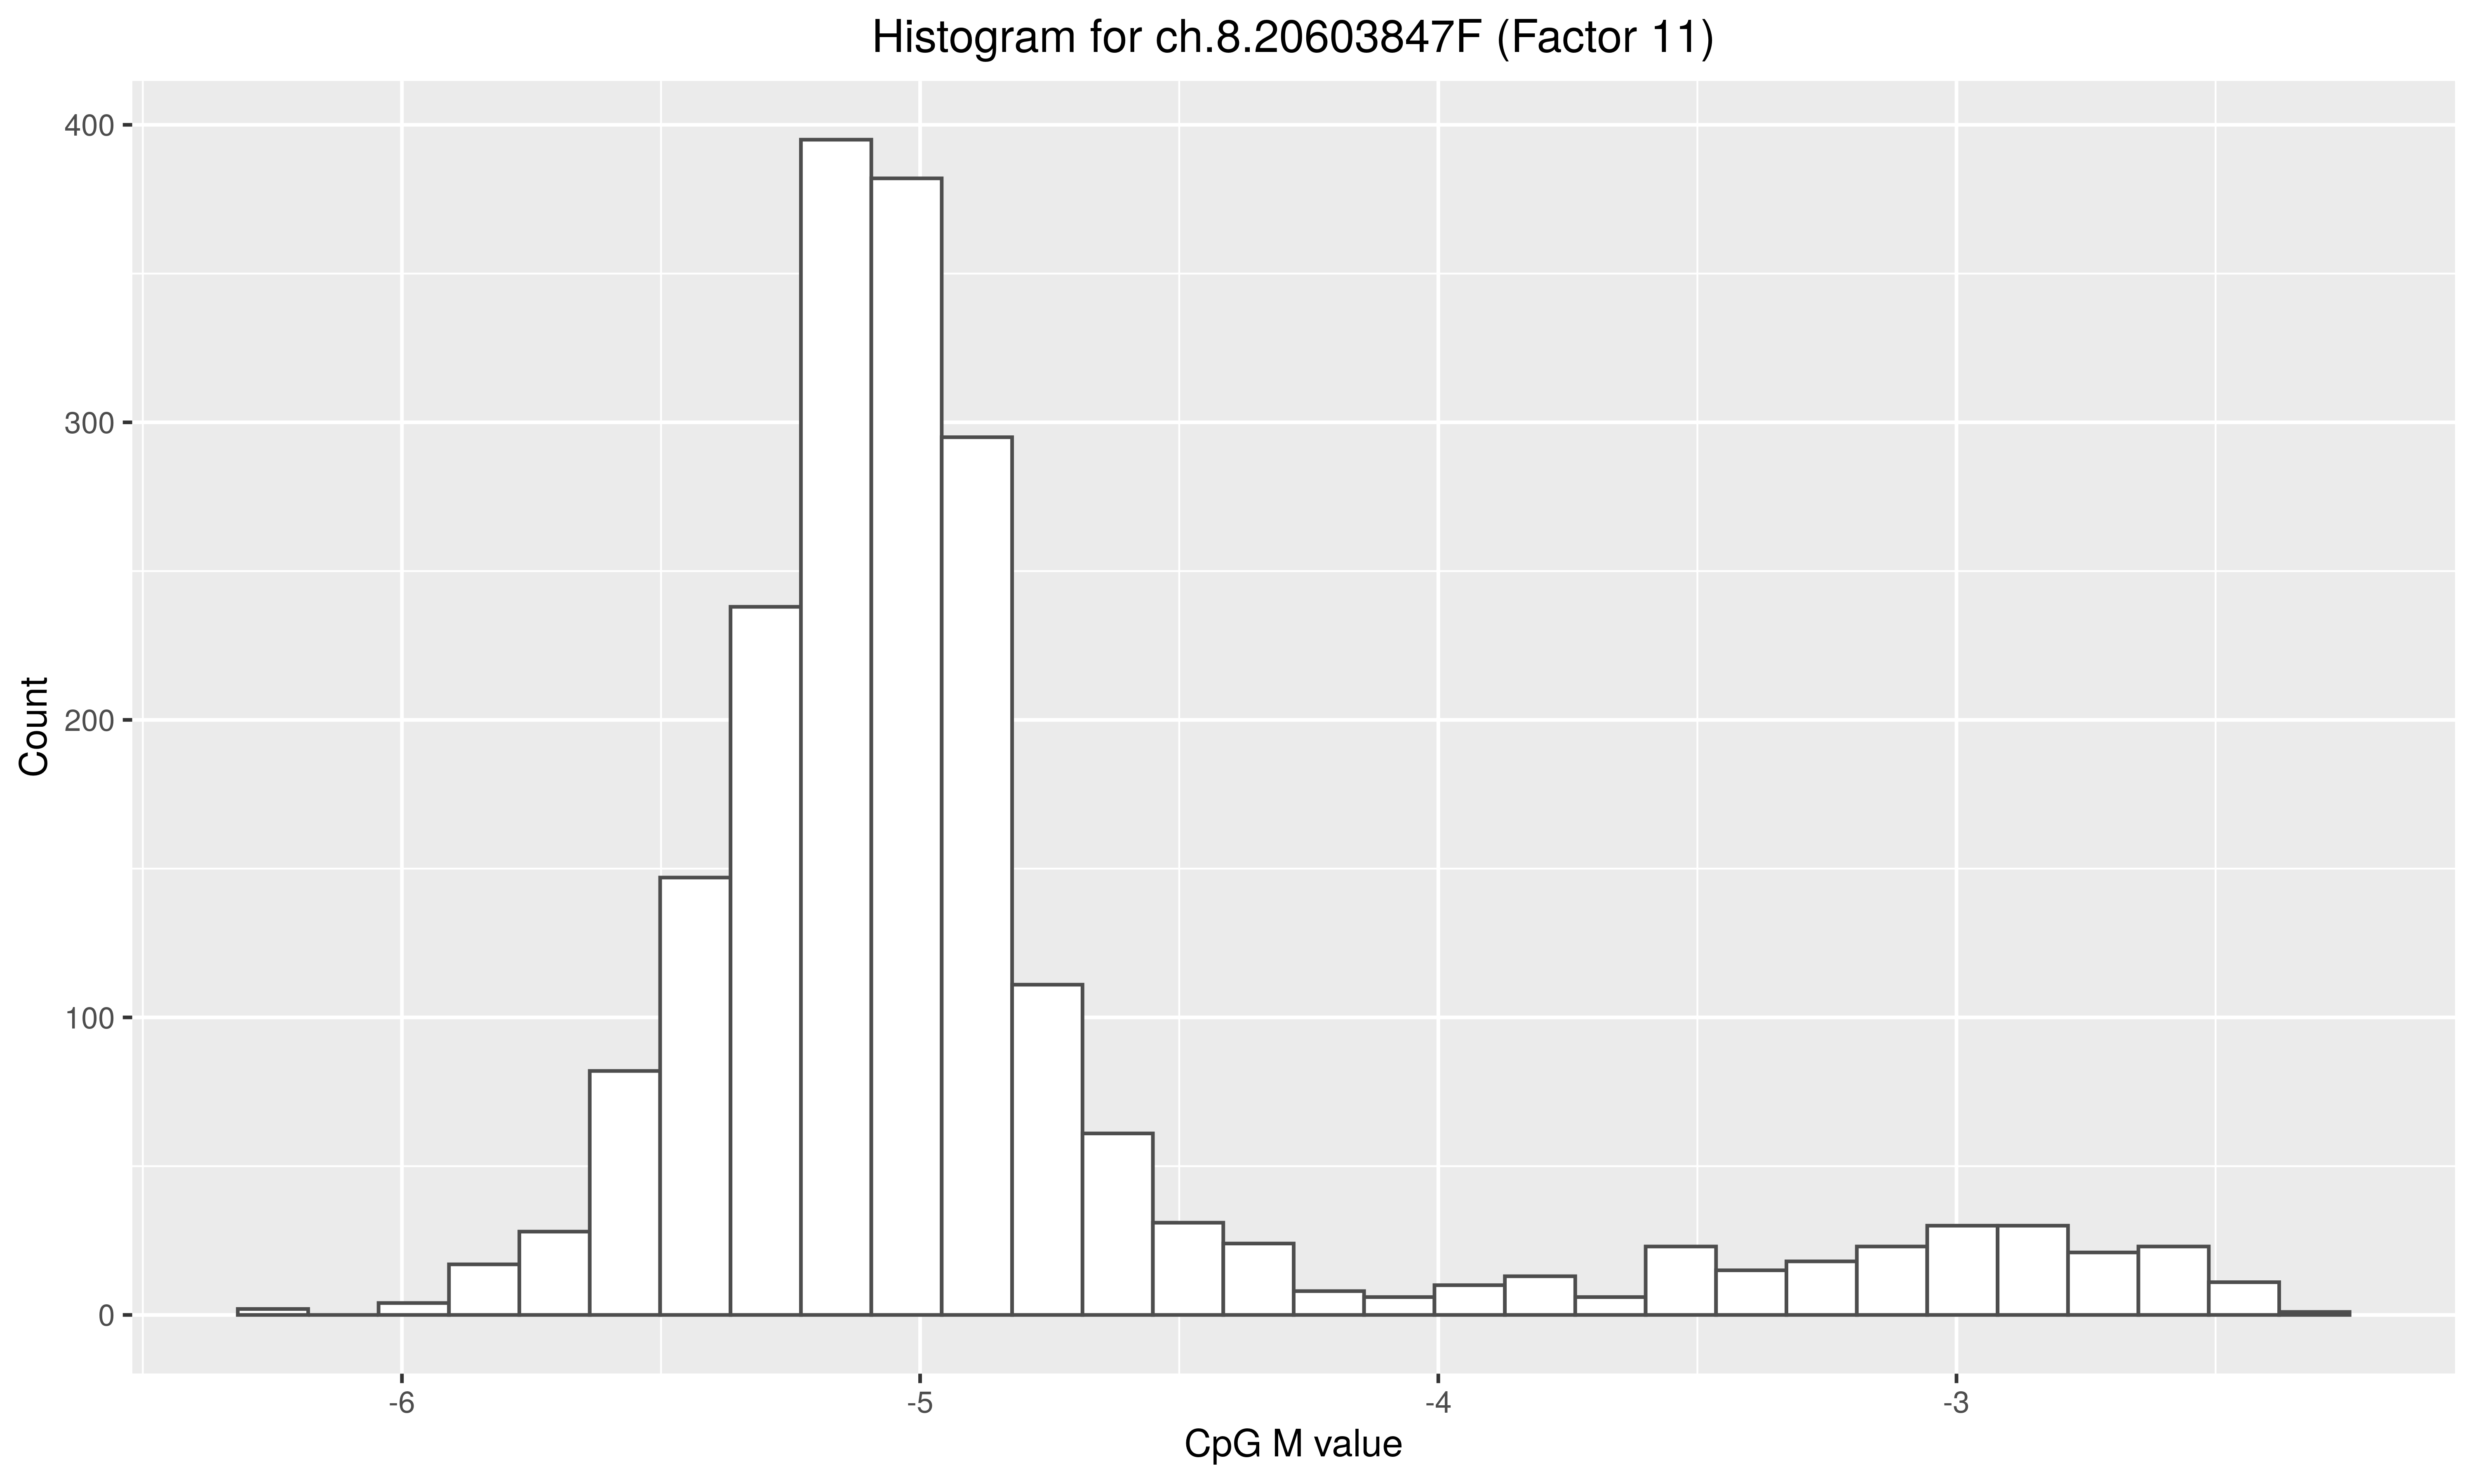 Histogram for ch.8.20603847F (Factor 11)
400
300
200
100
0
Count
-6 -5 -4 -3
CpG M value